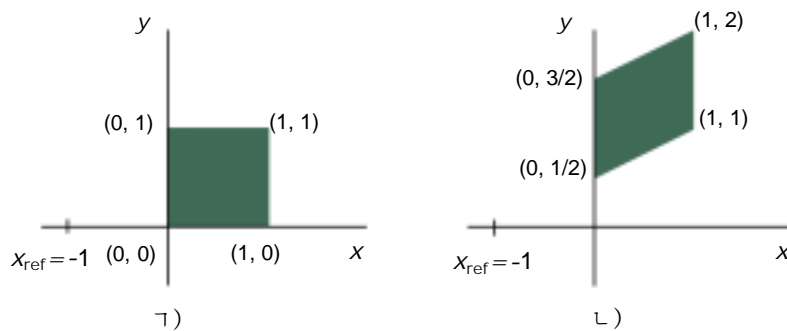 y
(0, 1)
(1, 1)
x
x_ref = -1
(0, 0)
(1, 0)
ㄱ)
y
(1, 2)
(0, 3/2)
(1, 1)
(0, 1/2)
x
x_ref = -1
ㄴ)